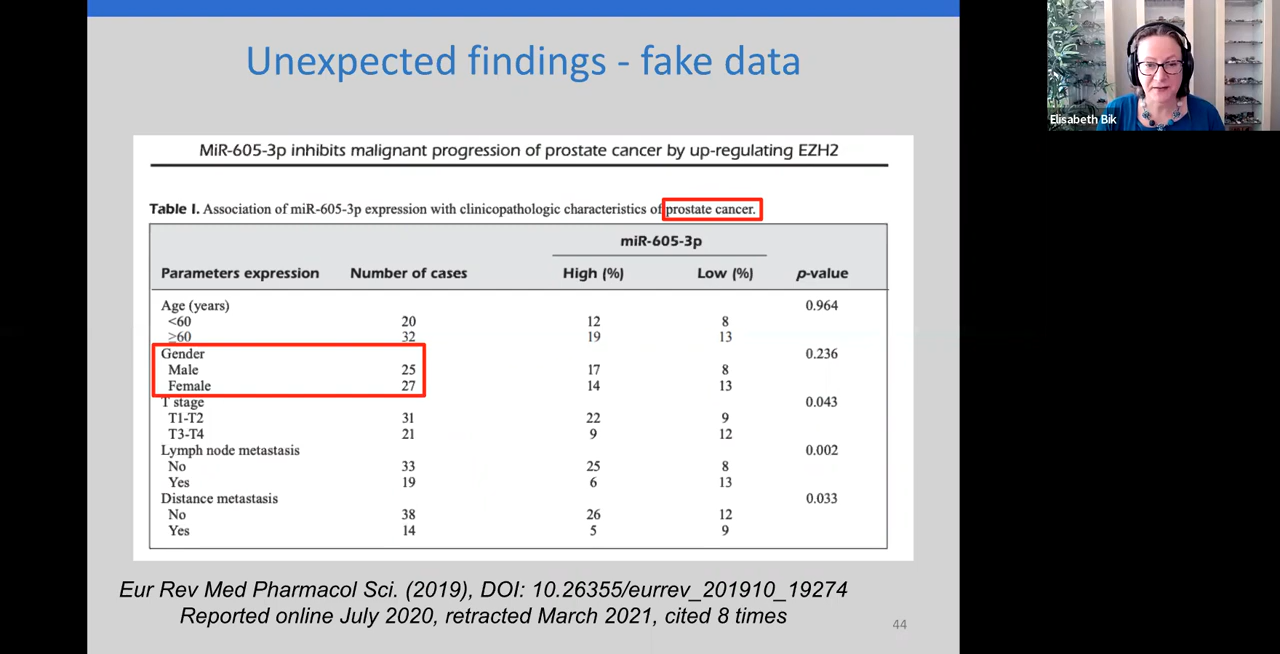 Unexpected findings - fake data
Elisabeth Bik
MiR-605-3p inhibits malignant progression of prostate cancer by up-regulating EZH2
Table I. Association of miR-605-3p expression with clinicopathologic characteristics of prostate cancer.
miR-605-3p
Parameters expression Number of cases High (%) Low (%) p-value
Age (years) 0.964
<60 20 12 8
≥60 32 19 13
Gender 0.236
Male 25 17 8
Female 27 14 13
T stage 0.043
T1-T2 31 22 9
T3-T4 21 9 12
Lymph node metastasis 0.002
No 33 25 8
Yes 19 6 13
Distance metastasis 0.033
No 38 26 12
Yes 14 5 9
Eur Rev Med Pharmacol Sci. (2019), DOI: 10.26355/eurrev_201910_19274
Reported online July 2020, retracted March 2021, cited 8 times
44